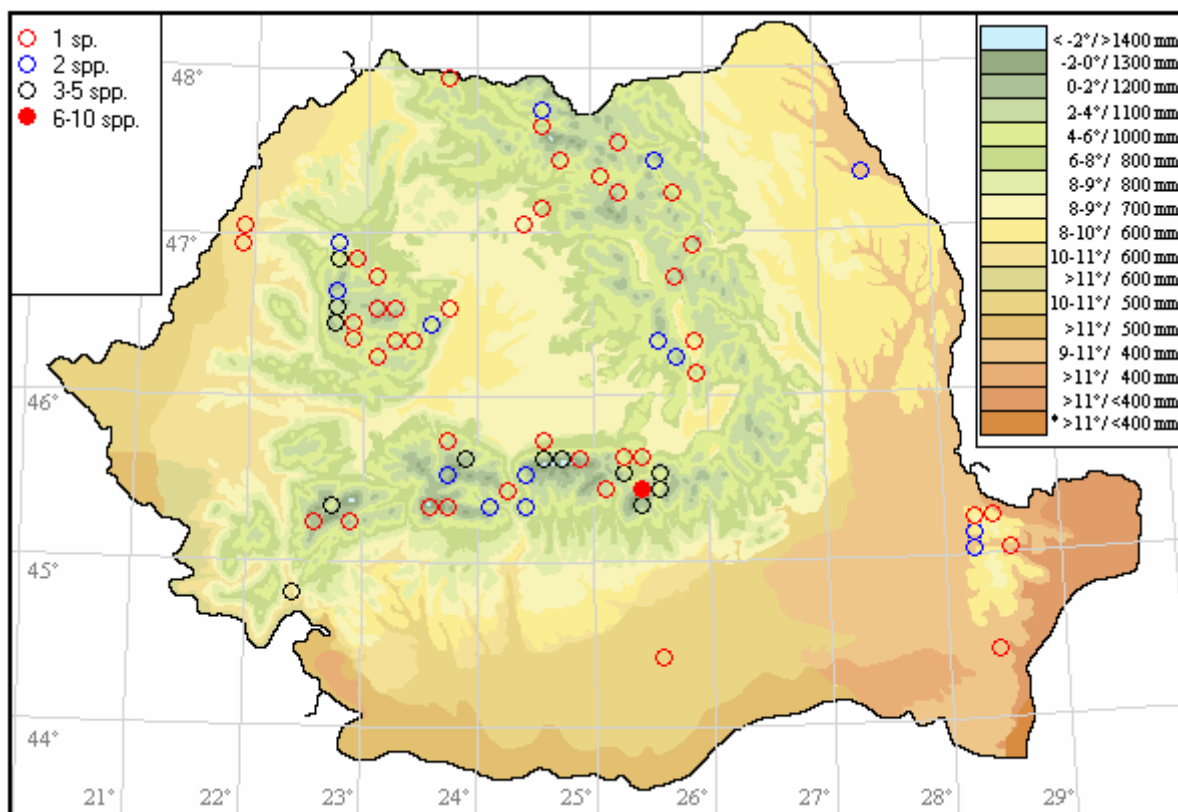 1 sp.
2 spp.
3-5 spp.
6-10 spp.
< -2°/ >1400 mm
-2-0°/ 1300 mm
0-2°/ 1200 mm
2-4°/ 1100 mm
4-6°/ 1000 mm
6-8°/ 800 mm
8-9°/ 800 mm
8-9°/ 700 mm
8-10°/ 600 mm
10-11°/ 600 mm
>11°/ 600 mm
10-11°/ 500 mm
>11°/ 500 mm
9-11°/ 400 mm
>11°/ 400 mm
>11°/ <400 mm
* >11°/ <400 mm
48°
47°
46°
45°
44°
21° 22° 23° 24° 25° 26° 27° 28° 29°